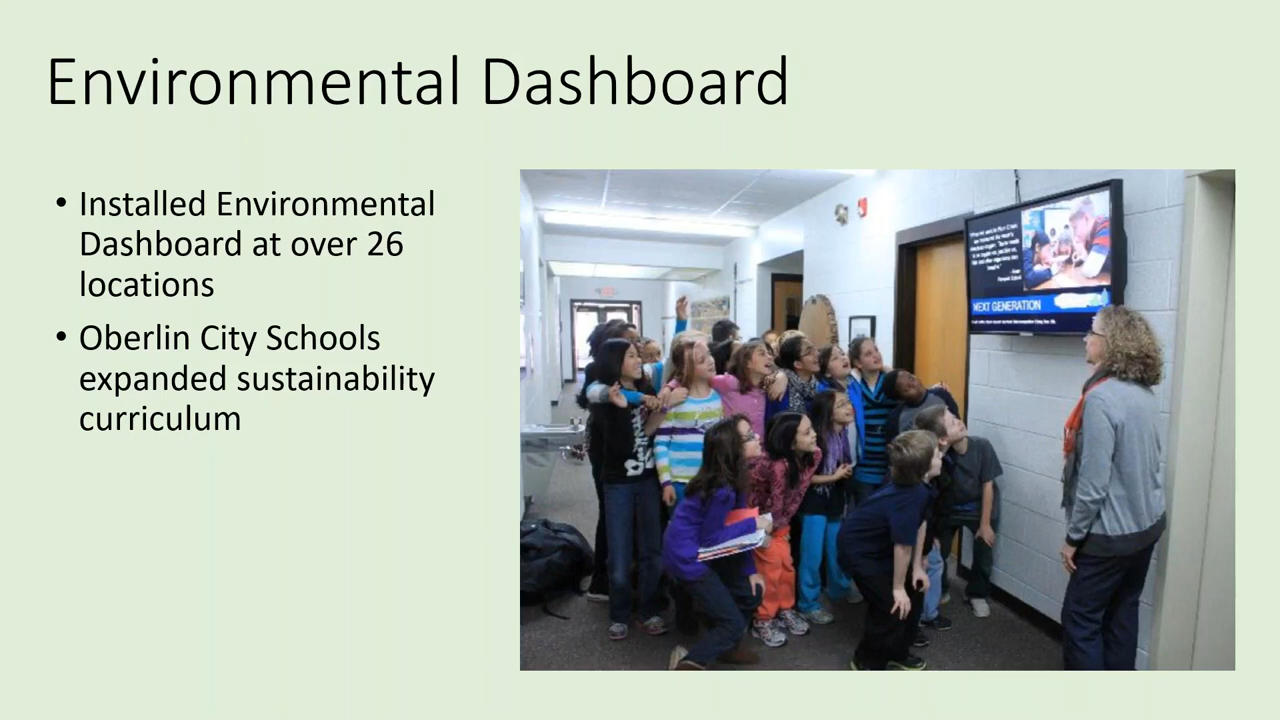 Environmental Dashboard
• Installed Environmental
Dashboard at over 26
locations
• Oberlin City Schools
expanded sustainability
curriculum
NEXT GENERATION